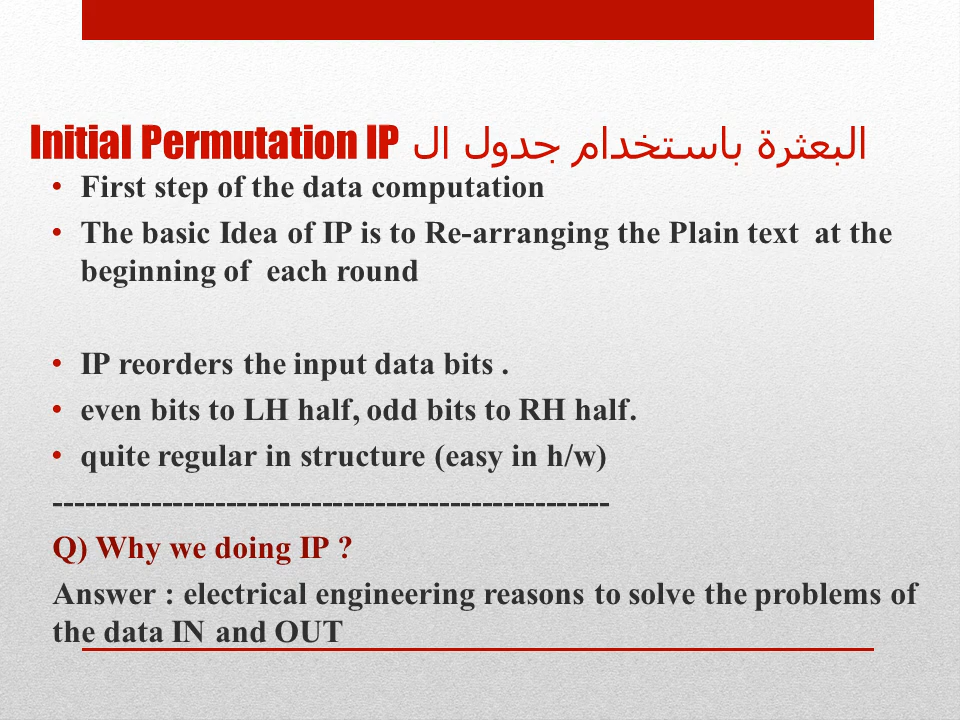 Initial Permutation IP البعثرة باستخدام جدول ال
• First step of the data computation
• The basic Idea of IP is to Re-arranging the Plain text at the
beginning of each round
• IP reorders the input data bits .
• even bits to LH half, odd bits to RH half.
• quite regular in structure (easy in h/w)
---------------------------------------------------
Q) Why we doing IP ?
Answer : electrical engineering reasons to solve the problems of
the data IN and OUT